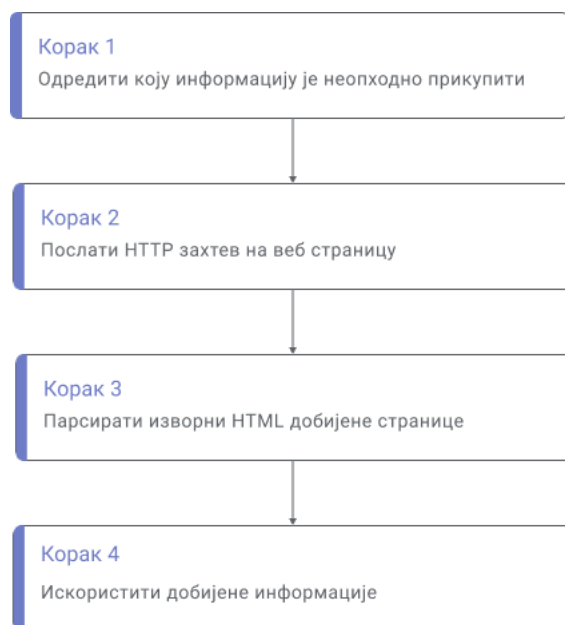 Корак 1
Одредити коју информацију је неопходно прикупити
Корак 2
Послати HTTP захтев на веб страницу
Корак 3
Парсирати изворни HTML добијене странице
Корак 4
Искористити добијене информације